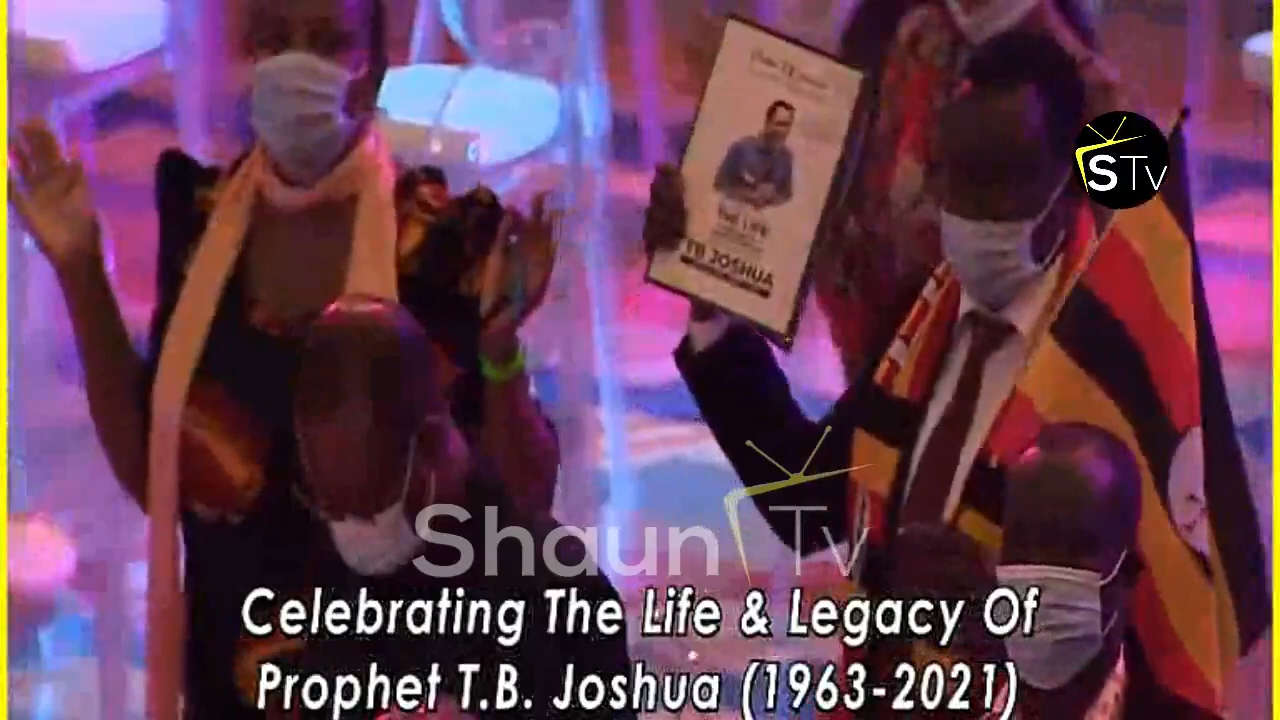 STv
THE LIFE
TB JOSHUA
Shaun Tv
Celebrating The Life & Legacy Of
Prophet T.B. Joshua (1963-2021)